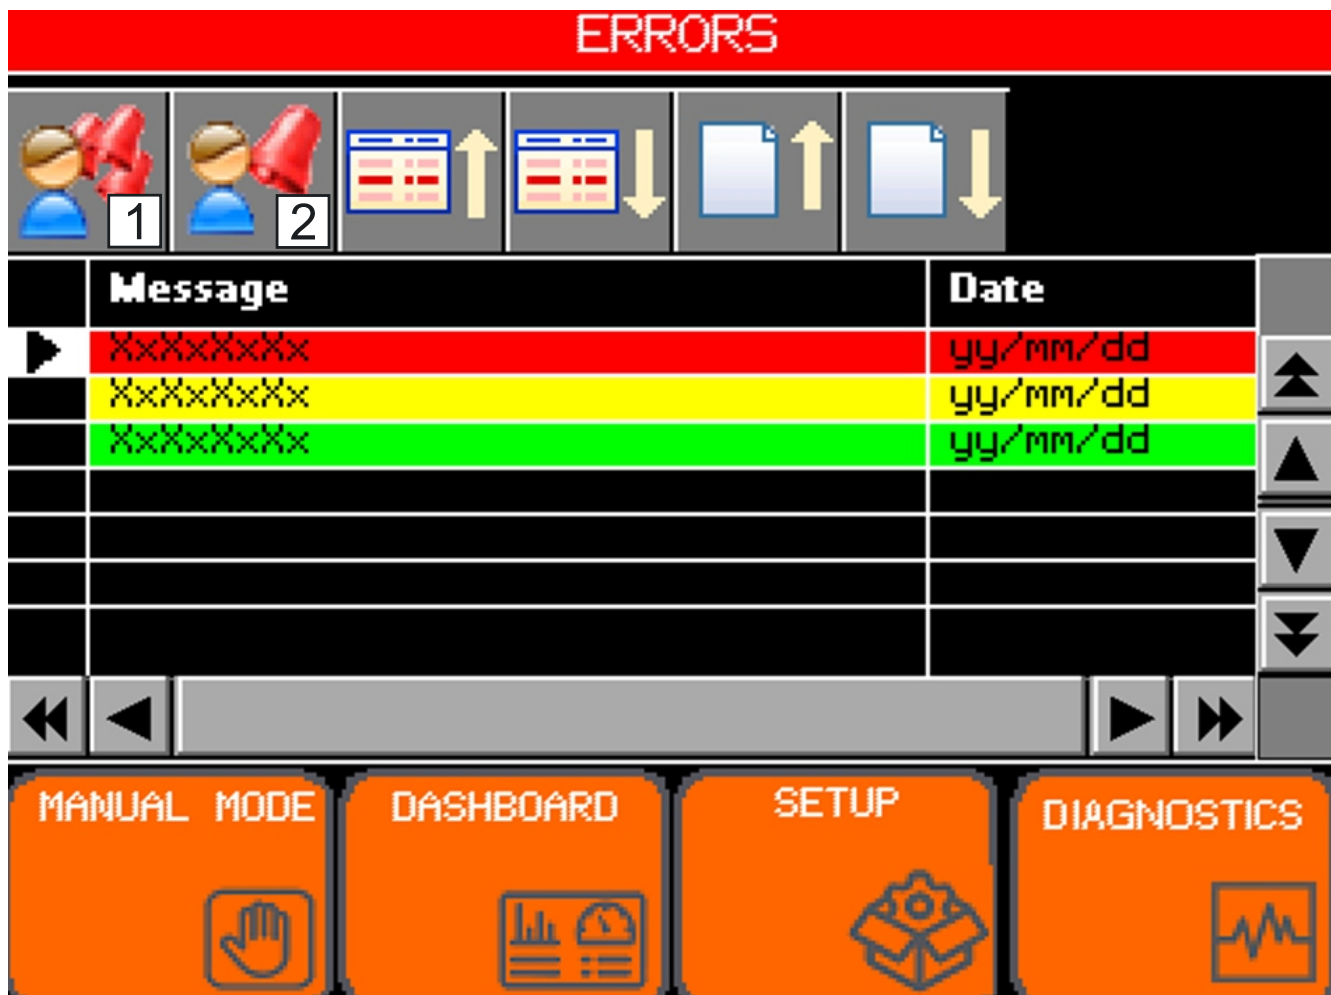 ERRORS
1 2
Message Date
XxXxXxXx yy/mm/dd
XxXxXxXx yy/mm/dd
XxXxXxXx yy/mm/dd
MANUAL MODE DASHBOARD SETUP DIAGNOSTICS